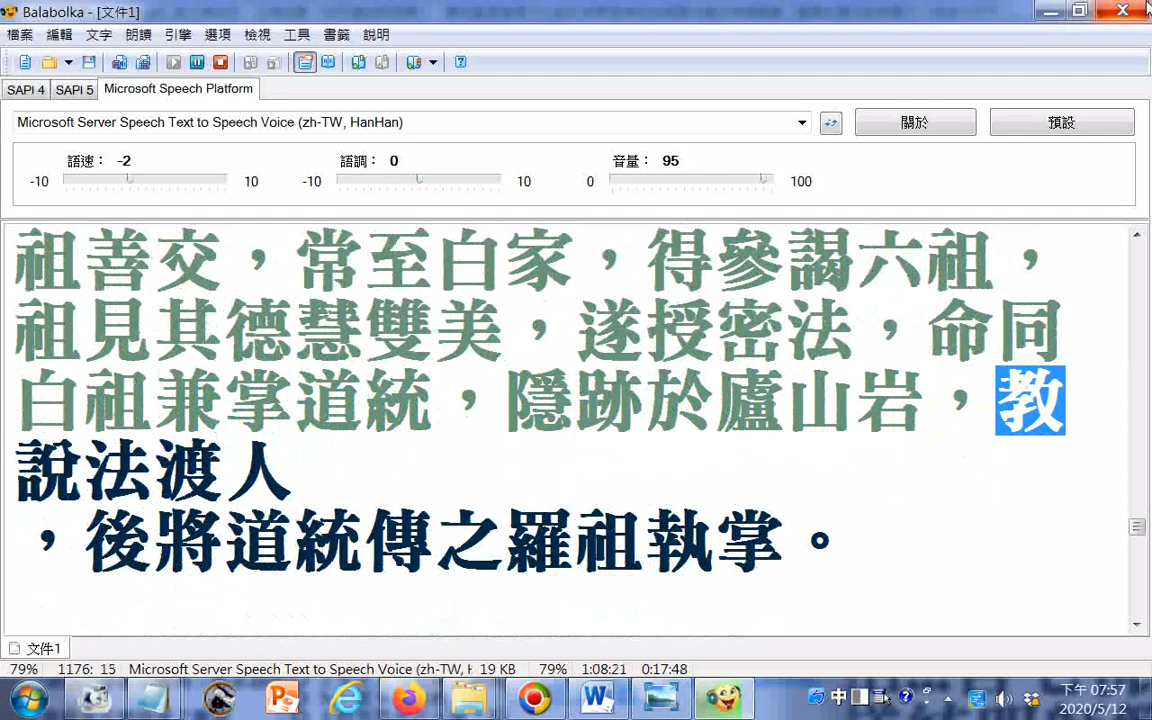 Balabolka - [文件1]
檔案 編輯 文字 朗讀 引擎 選項 檢視 工具 書籤 說明
SAPI 4 SAPI 5 Microsoft Speech Platform
Microsoft Server Speech Text to Speech Voice (zh-TW, HanHan) 關於 預設
語速： -2 語調： 0 音量： 95
-10 10 -10 10 0 100
祖善交，常至白家，得參謁六祖，
祖見其德慧雙美，遂授密法，命同
白祖兼掌道統，隱跡於廬山岩，教
說法渡人
，後將道統傳之羅祖執掌。
文件1
79% 1176: 15 Microsoft Server Speech Text to Speech Voice (zh-TW, H 19 KB 79% 1:08:21 0:17:48
中 下午 07:57
2020/5/12